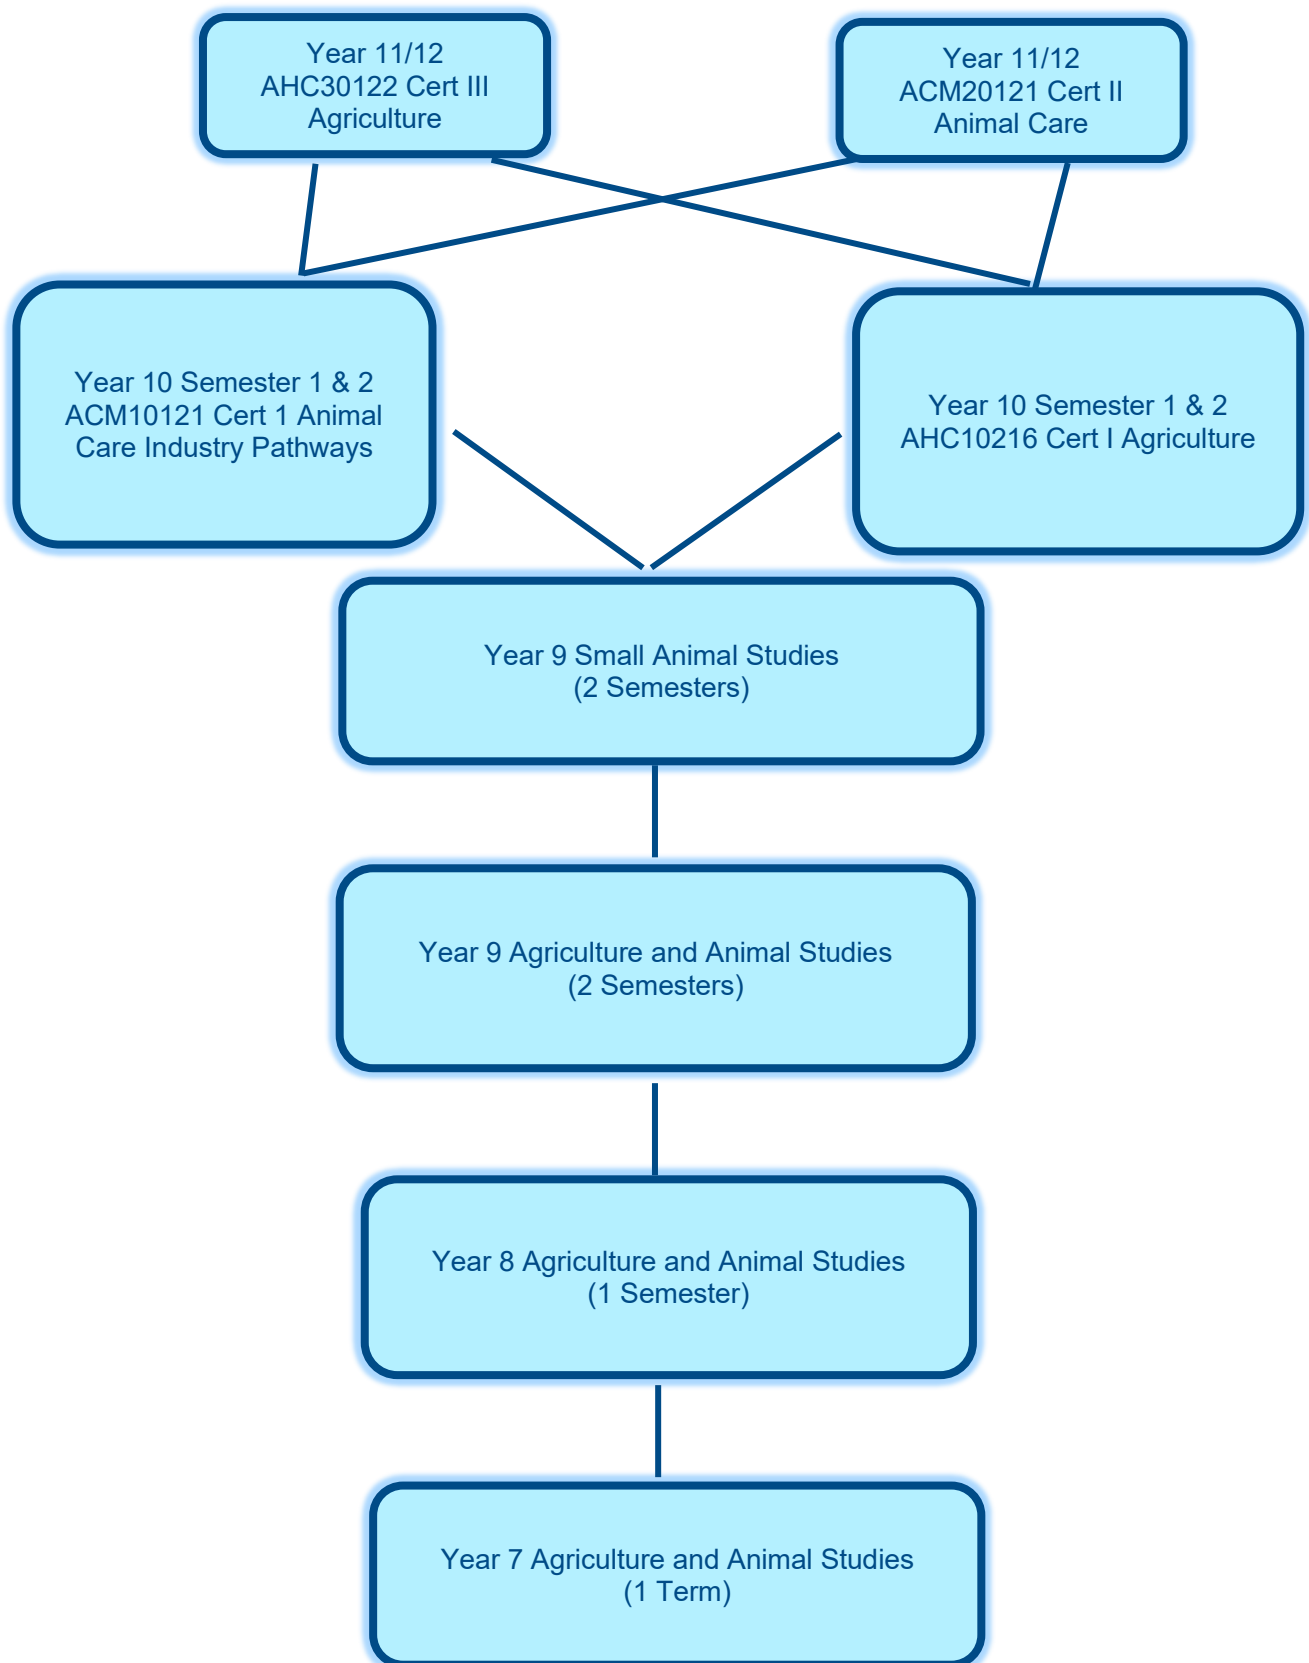 Year 11/12
AHC30122 Cert III
Agriculture
Year 11/12
ACM20121 Cert II
Animal Care
Year 10 Semester 1 & 2
ACM10121 Cert 1 Animal
Care Industry Pathways
Year 10 Semester 1 & 2
AHC10216 Cert I Agriculture
Year 9 Small Animal Studies
(2 Semesters)
Year 9 Agriculture and Animal Studies
(2 Semesters)
Year 8 Agriculture and Animal Studies
(1 Semester)
Year 7 Agriculture and Animal Studies
(1 Term)